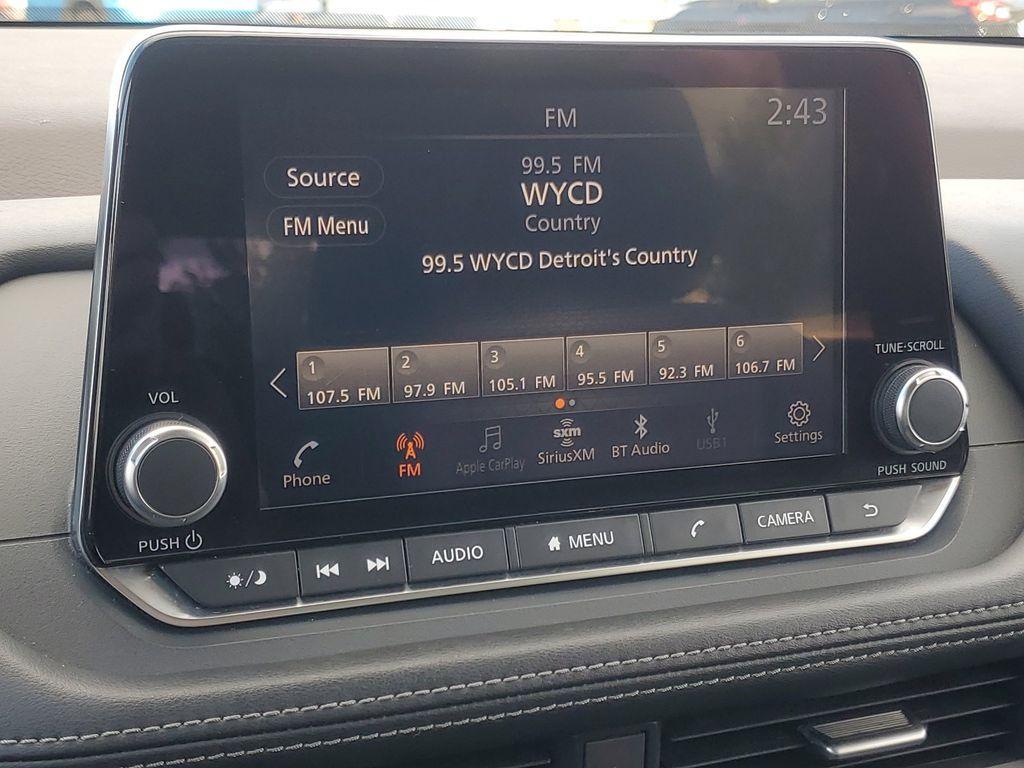 FM
2:43
Source
FM Menu
99.5 FM
WYCD
Country
99.5 WYCD Detroit's Country
1
107.5 FM
2
97.9 FM
3
105.1 FM
4
95.5 FM
5
92.3 FM
6
106.7 FM
Phone
FM
Apple CarPlay
sxm
SiriusXM
BT Audio
USB1
Settings
VOL
PUSH
TUNE·SCROLL
PUSH SOUND
AUDIO
MENU
CAMERA